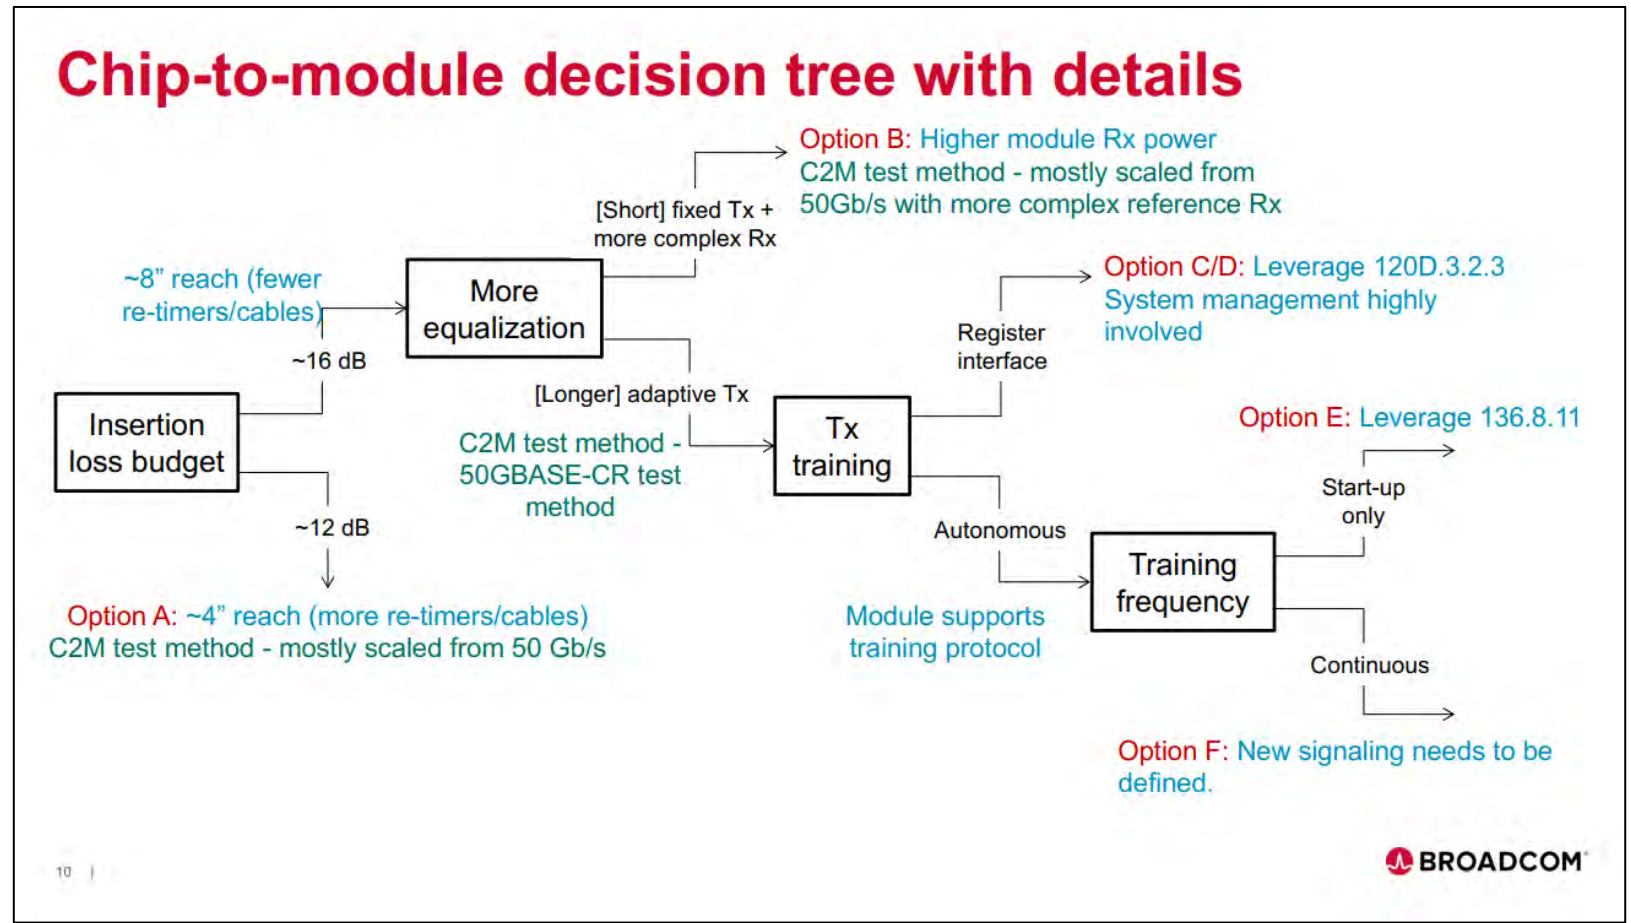 Chip-to-module decision tree with details
Option B: Higher module Rx power
C2M test method - mostly scaled from
50Gb/s with more complex reference Rx
[Short] fixed Tx +
more complex Rx
~8” reach (fewer
re-timers/cables)
~16 dB
More
equalization
Option C/D: Leverage 120D.3.2.3
System management highly
involved
Register
interface
[Longer] adaptive Tx
C2M test method -
50GBASE-CR test
method
Insertion
loss budget
Tx
training
Option E: Leverage 136.8.11
Start-up
only
~12 dB
Autonomous
Training
frequency
Option A: ~4” reach (more re-timers/cables)
C2M test method - mostly scaled from 50 Gb/s
Module supports
training protocol
Continuous
Option F: New signaling needs to be
defined.
10 |
BROADCOM